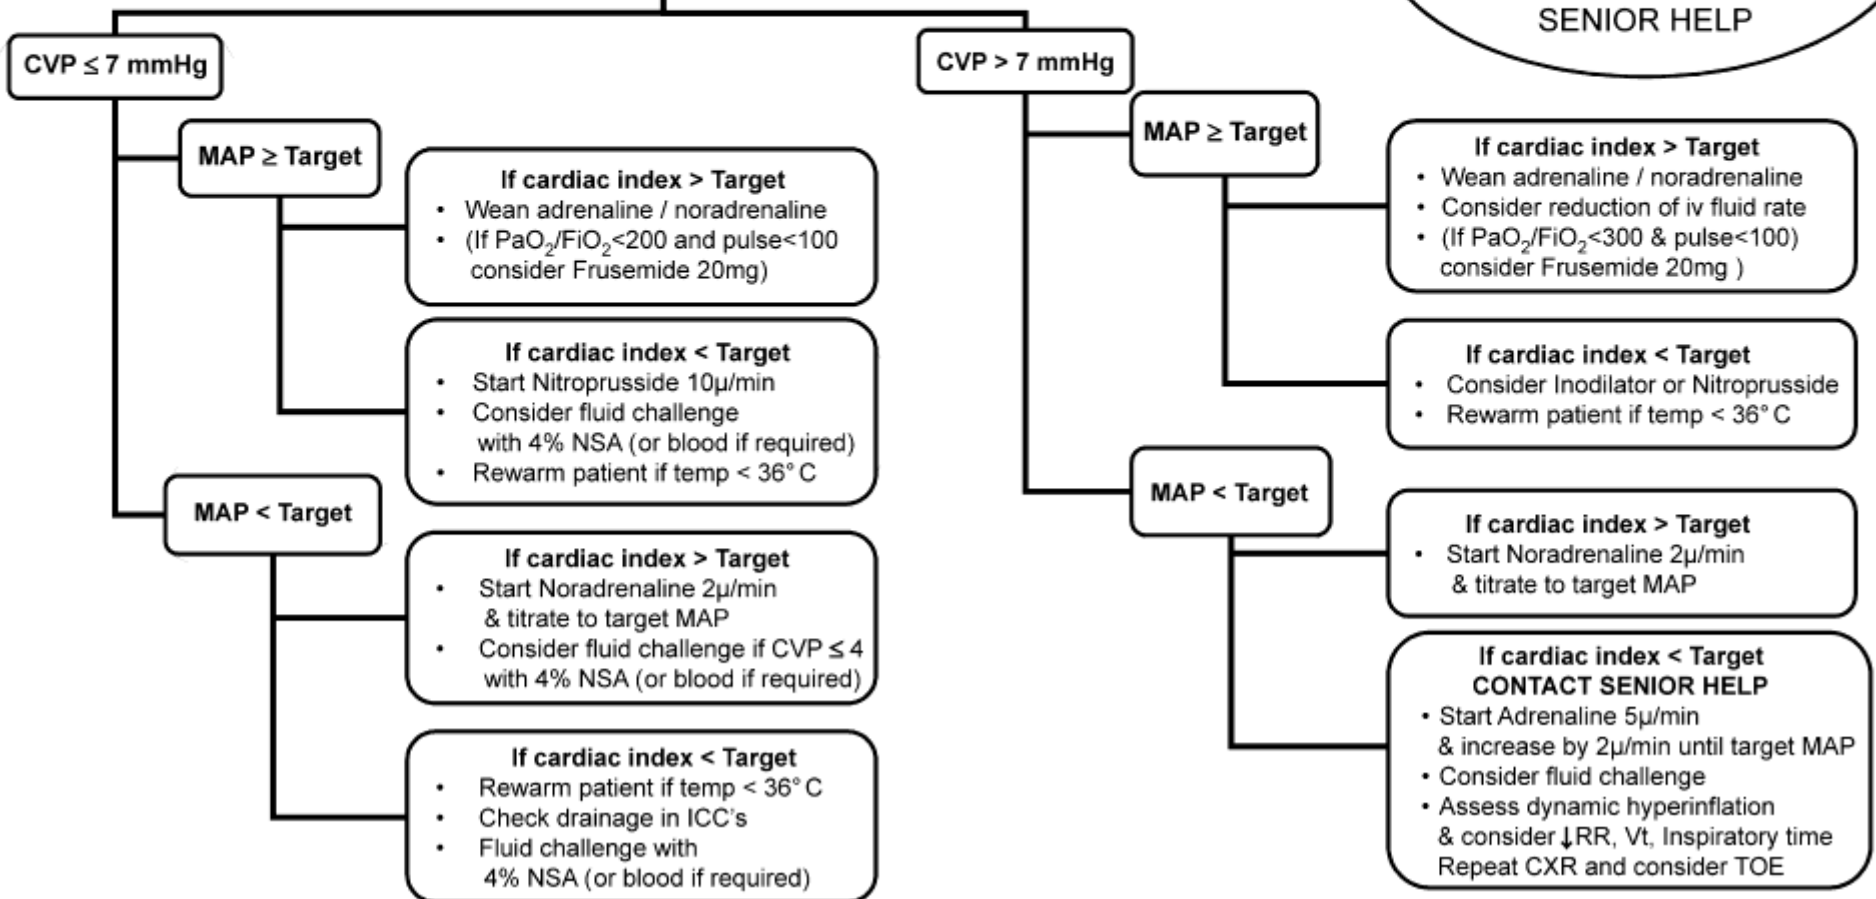 SENIOR HELP
CVP ≤ 7 mmHg
MAP ≥ Target
If cardiac index > Target
• Wean adrenaline / noradrenaline
• (If PaO₂/FiO₂<200 and pulse<100
consider Frusemide 20mg)
If cardiac index < Target
• Start Nitroprusside 10µ/min
• Consider fluid challenge
with 4% NSA (or blood if required)
• Rewarm patient if temp < 36° C
MAP < Target
If cardiac index > Target
• Start Noradrenaline 2µ/min
& titrate to target MAP
• Consider fluid challenge if CVP ≤ 4
with 4% NSA (or blood if required)
If cardiac index < Target
• Rewarm patient if temp < 36° C
• Check drainage in ICC's
• Fluid challenge with
4% NSA (or blood if required)
CVP > 7 mmHg
MAP ≥ Target
If cardiac index > Target
• Wean adrenaline / noradrenaline
• Consider reduction of iv fluid rate
• (If PaO₂/FiO₂<300 & pulse<100)
consider Frusemide 20mg )
If cardiac index < Target
• Consider Inodilator or Nitroprusside
• Rewarm patient if temp < 36° C
MAP < Target
If cardiac index > Target
• Start Noradrenaline 2µ/min
& titrate to target MAP
If cardiac index < Target
CONTACT SENIOR HELP
• Start Adrenaline 5µ/min
& increase by 2µ/min until target MAP
• Consider fluid challenge
• Assess dynamic hyperinflation
& consider ↓RR, Vt, Inspiratory time
Repeat CXR and consider TOE